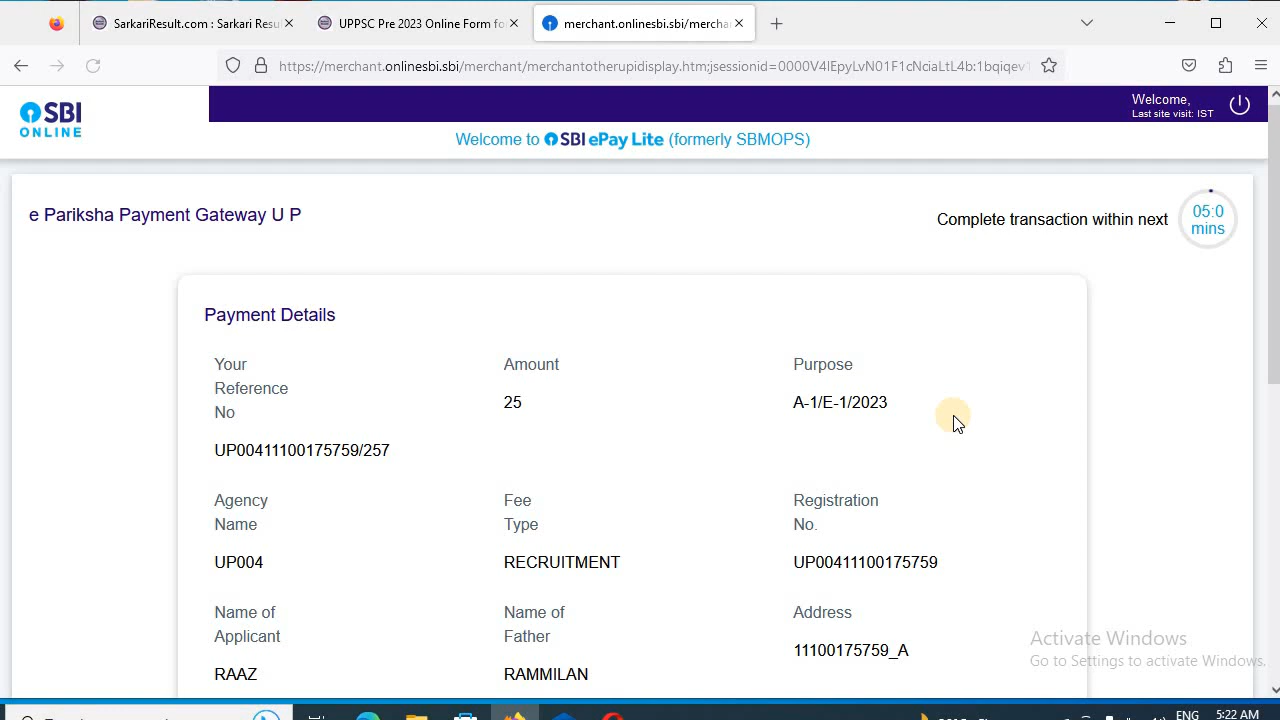 SarkariResult.com : Sarkari Resu
UPPSC Pre 2023 Online Form fo
merchant.onlinesbi.sbi/mercha
https://merchant.onlinesbi.sbi/merchant/merchantotherupidisplay.htm;jsessionid=0000V4IEpyLvN01F1cNciaLtL4b:1bqiqev1
SBI
ONLINE
Welcome,
Last site visit: IST
Welcome to SBI ePay Lite (formerly SBMOPS)
e Pariksha Payment Gateway U P
Complete transaction within next
05:0
mins
Payment Details
Your
Reference
No
UP00411100175759/257
Amount
25
Purpose
A-1/E-1/2023
Agency
Name
UP004
Fee
Type
RECRUITMENT
Registration
No.
UP00411100175759
Name of
Applicant
RAAZ
Name of
Father
RAMMILAN
Address
11100175759_A
Activate Windows
Go to Settings to activate Windows.
ENG
5:22 AM